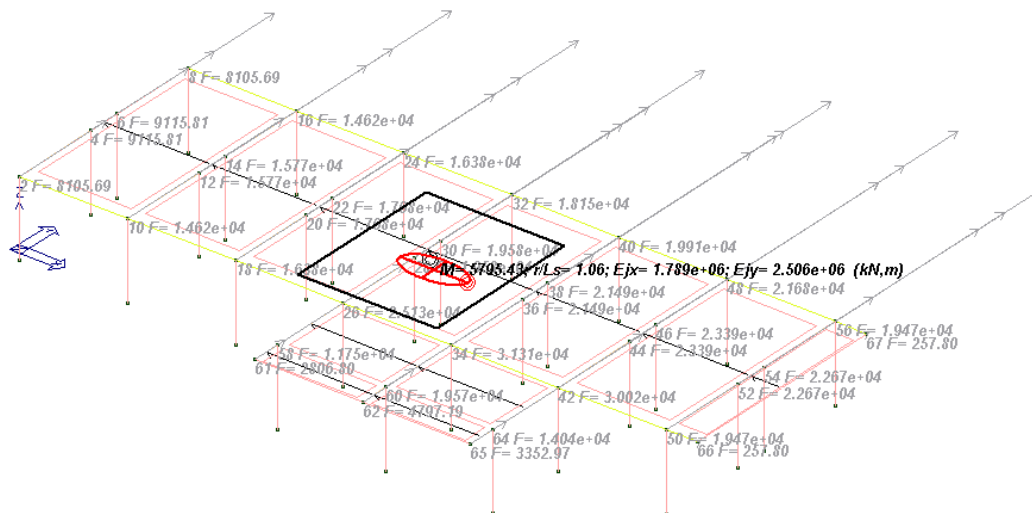 8 F= 8105.69
6 F= 9115.81
16 F= 1.462e+04
4 F= 9115.81
24 F= 1.638e+04
14 F= 1.577e+04
12 F= 1.577e+04
2 F= 8105.69
Z
32 F= 1.815e+04
22 F= 1.768e+04
10 F= 1.462e+04
20 F= 1.768e+04
40 F= 1.991e+04
30 F= 1.958e+04
18 F= 1.638e+04
M= 5795.43; r/Ls= 1.06; Ejx= 1.789e+06; Ejy= 2.506e+06 (kN,m)
48 F= 2.168e+04
38 F= 2.149e+04
36 F= 2.149e+04
26 F= 2.513e+04
56 F= 1.947e+04
46 F= 2.339e+04
67 F= 257.80
44 F= 2.339e+04
58 F= 1.175e+04
34 F= 3.131e+04
61 F= 2806.80
54 F= 2.267e+04
52 F= 2.267e+04
60 F= 1.957e+04
42 F= 3.002e+04
62 F= 4797.19
64 F= 1.404e+04
50 F= 1.947e+04
65 F= 3352.97
66 F= 257.80